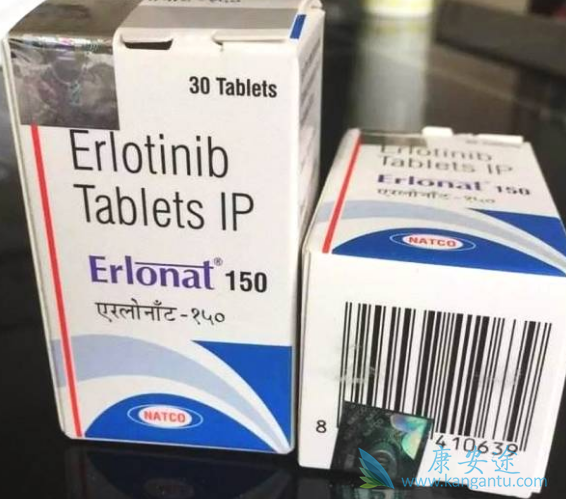 30 Tablets
Erlotinib
Tablets IP
Erlonat® 150
एरलोनाँट-१५०
NATCO
Erlotinib
Tablets IP
Erlonat® 150
एरलोनाँट-१५०
NATCO
8
410639
康安途
www.kangantu.com